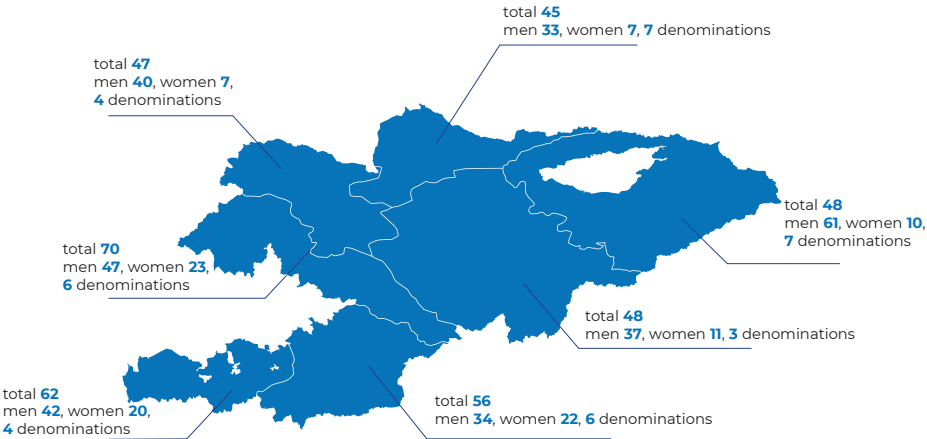 total 45
men 33, women 7, 7 denominations
total 47
men 40, women 7,
4 denominations
total 48
men 61, women 10,
7 denominations
total 70
men 47, women 23,
6 denominations
total 48
men 37, women 11, 3 denominations
total 62
men 42, women 20,
4 denominations
total 56
men 34, women 22, 6 denominations